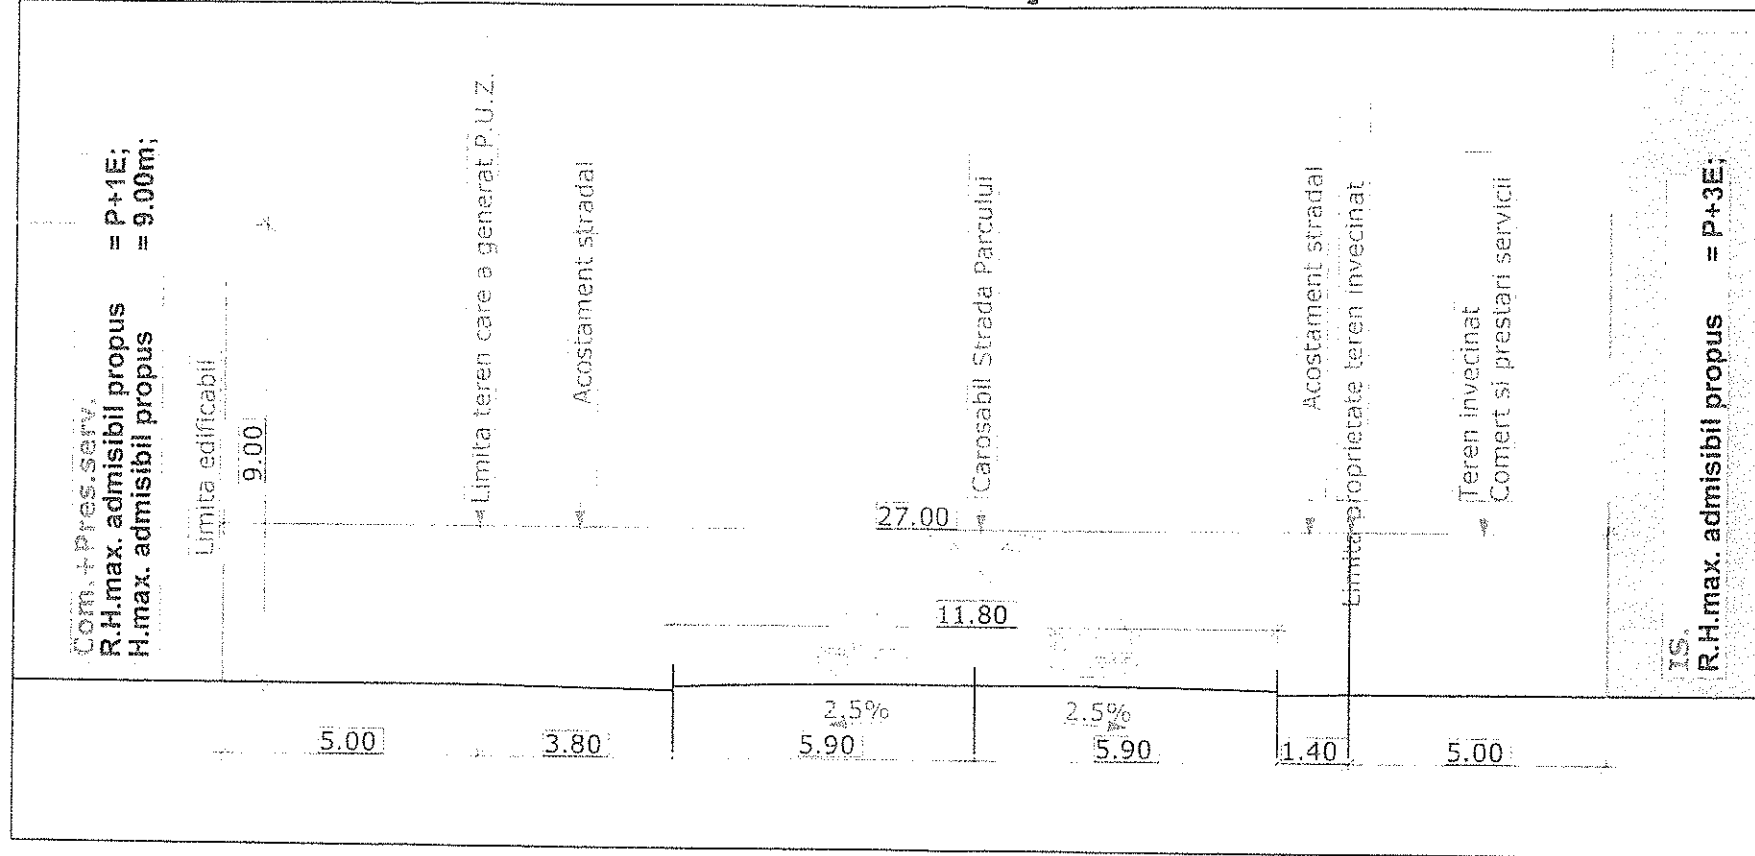 Com.+Pres.serv.
R.H.max. admisibil propus = P+1E;
H.max. admisibil propus = 9.00m;
Limita edificabil
9.00
Limita teren care a generat P.U.Z.
Acostament stradal
Carosabil Strada Parcului
Acostament stradal
Limita proprietate teren invecinat
Teren invecinat
Comert si prestari servicii
IS.
R.H.max. admisibil propus = P+3E;
27.00
11.80
2.5% 2.5%
5.00 3.80 5.90 5.90 1.40 5.00